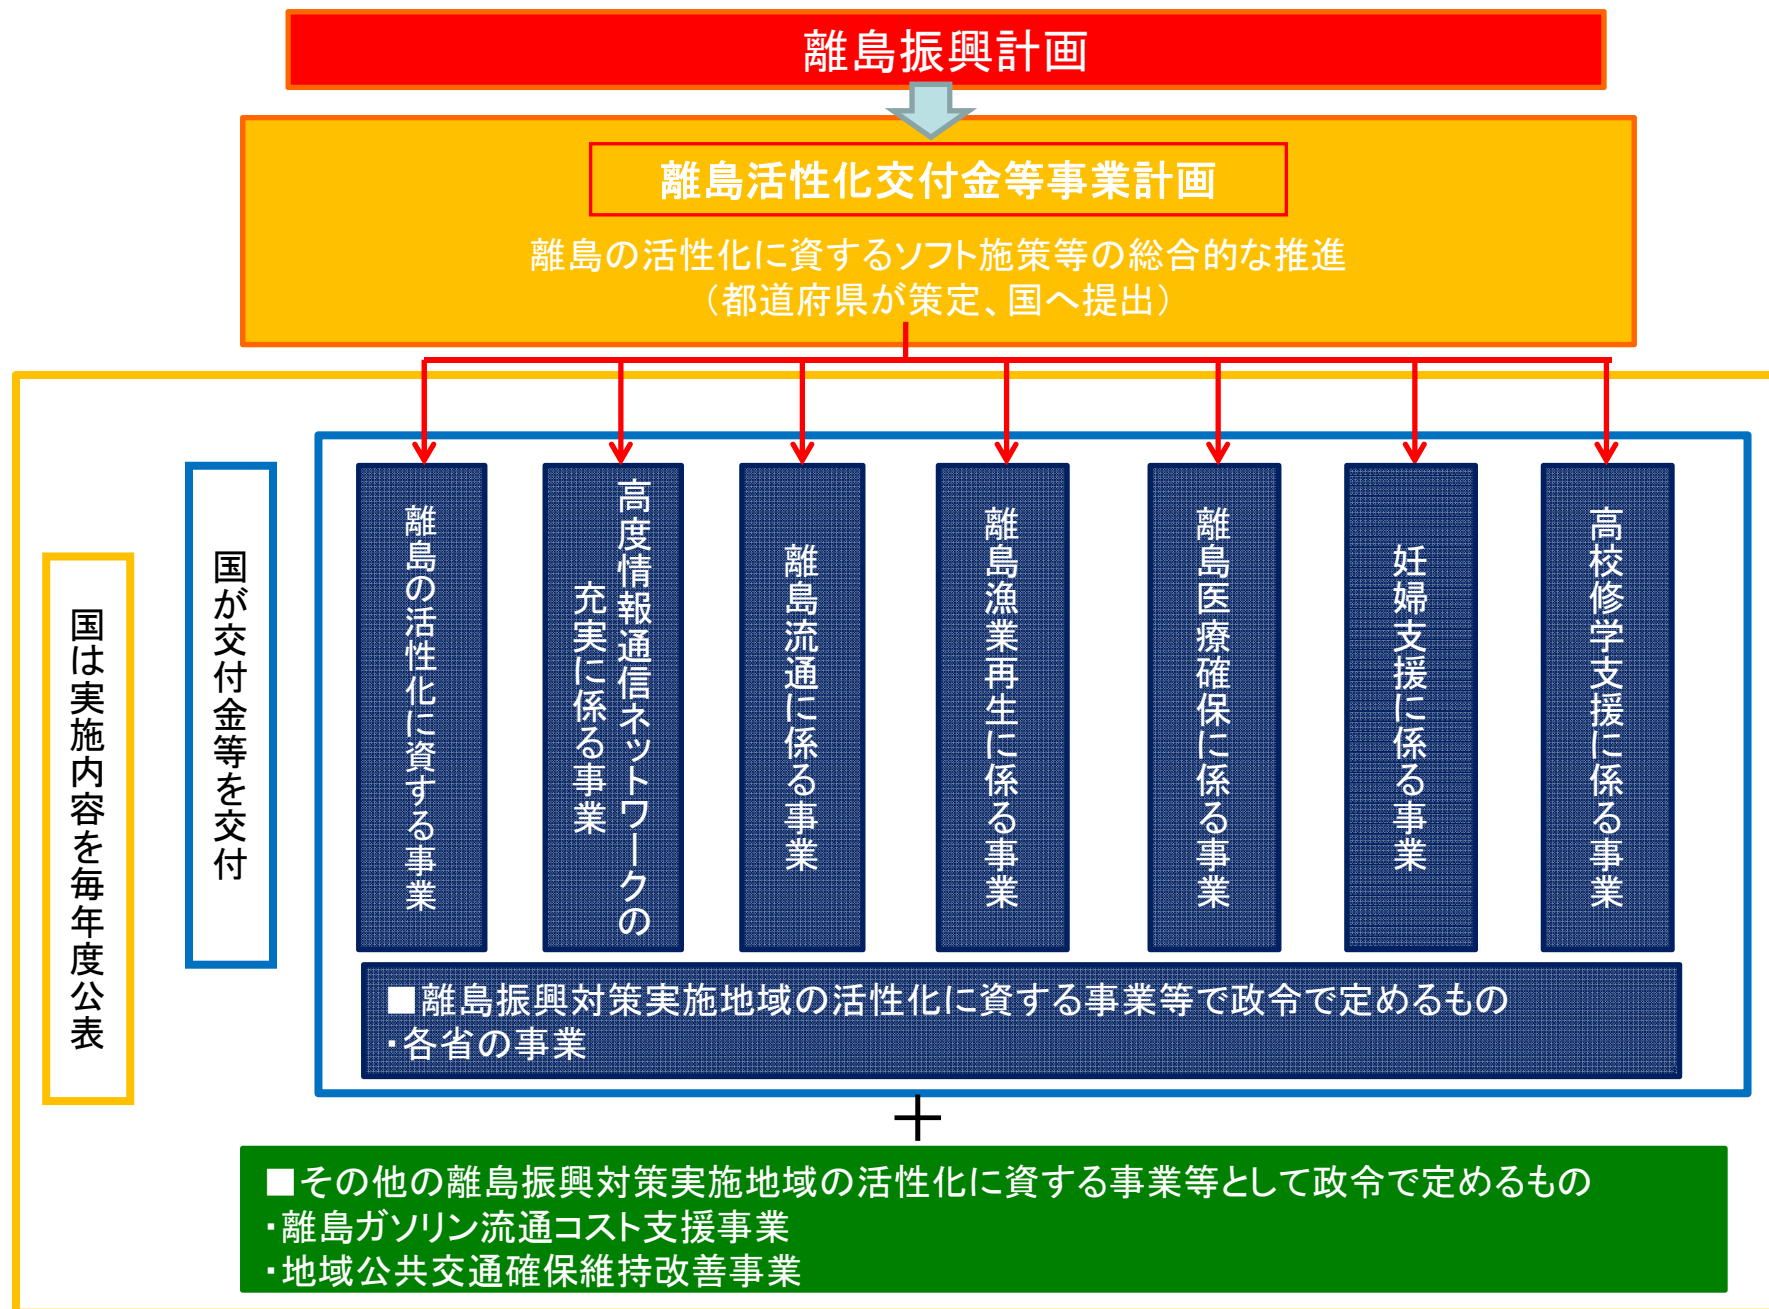 離島振興計画
離島活性化交付金等事業計画
離島の活性化に資するソフト施策等の総合的な推進
（都道府県が策定、国へ提出）
国は実施内容を毎年度公表
国が交付金等を交付
離島の活性化に資する事業
高度情報通信ネットワークの
充実に係る事業
離島流通に係る事業
離島漁業再生に係る事業
離島医療確保に係る事業
妊婦支援に係る事業
高校修学支援に係る事業
■離島振興対策実施地域の活性化に資する事業等で政令で定めるもの
・各省の事業
＋
■その他の離島振興対策実施地域の活性化に資する事業等として政令で定めるもの
・離島ガソリン流通コスト支援事業
・地域公共交通確保維持改善事業